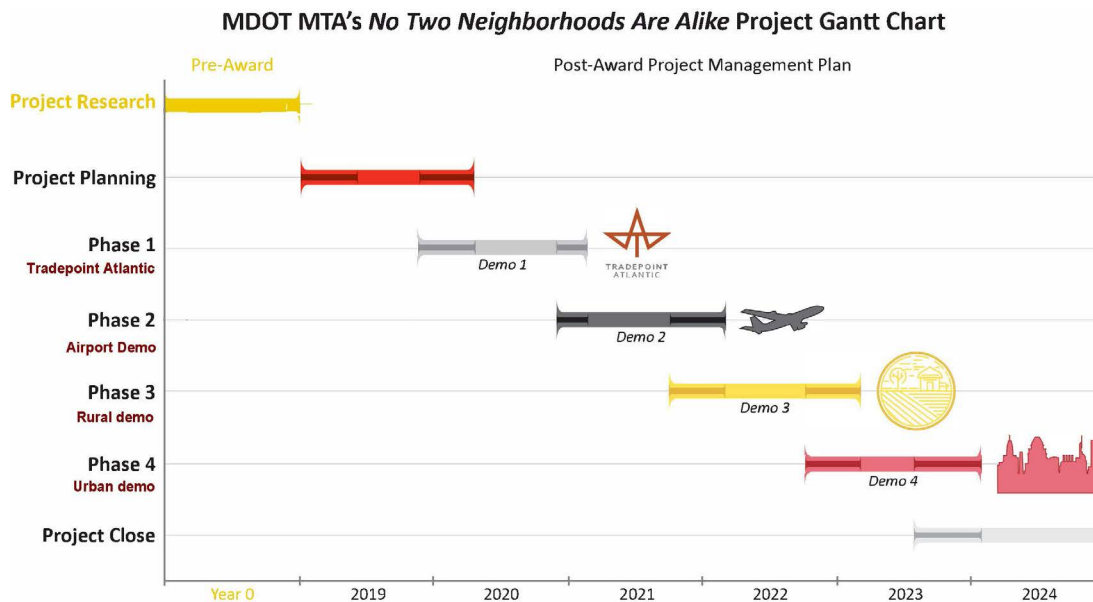 MDOT MTA's No Two Neighborhoods Are Alike Project Gantt Chart
Pre-Award
Post-Award Project Management Plan
Project Research
Project Planning
Phase 1
Tradepoint Atlantic
Demo 1
TRADEPOINT
ATLANTIC
Phase 2
Airport Demo
Demo 2
Phase 3
Rural demo
Demo 3
Phase 4
Urban demo
Demo 4
Project Close
Year 0 2019 2020 2021 2022 2023 2024